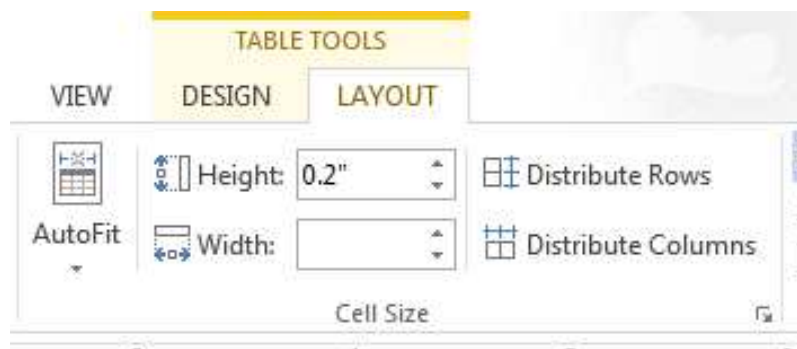 TABLE TOOLS
VIEW DESIGN LAYOUT
Height: 0.2" Distribute Rows
AutoFit Width: Distribute Columns
Cell Size